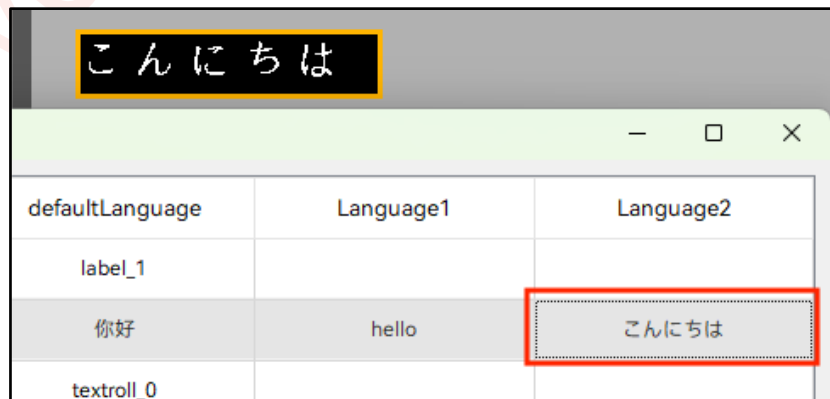 こんにちは
defaultLanguage Language1 Language2
label_1
你好 hello こんにちは
textroll_0